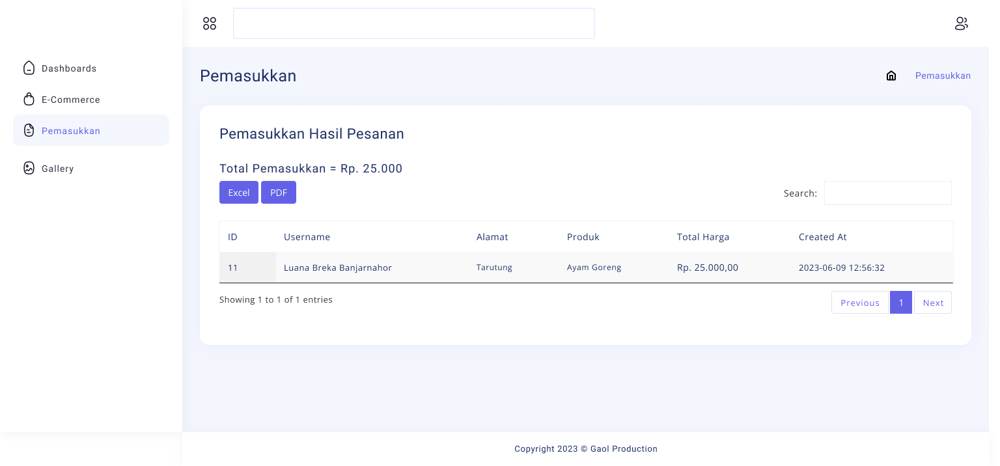 Dashboards
E-Commerce
Pemasukkan
Gallery
Pemasukkan
Pemasukkan
Pemasukkan Hasil Pesanan
Total Pemasukkan = Rp. 25.000
Excel PDF
Search:
ID Username Alamat Produk Total Harga Created At
11 Luana Breka Banjarnahor Tarutung Ayam Goreng Rp. 25.000,00 2023-06-09 12:56:32
Showing 1 to 1 of 1 entries
Previous 1 Next
Copyright 2023 © Gaol Production